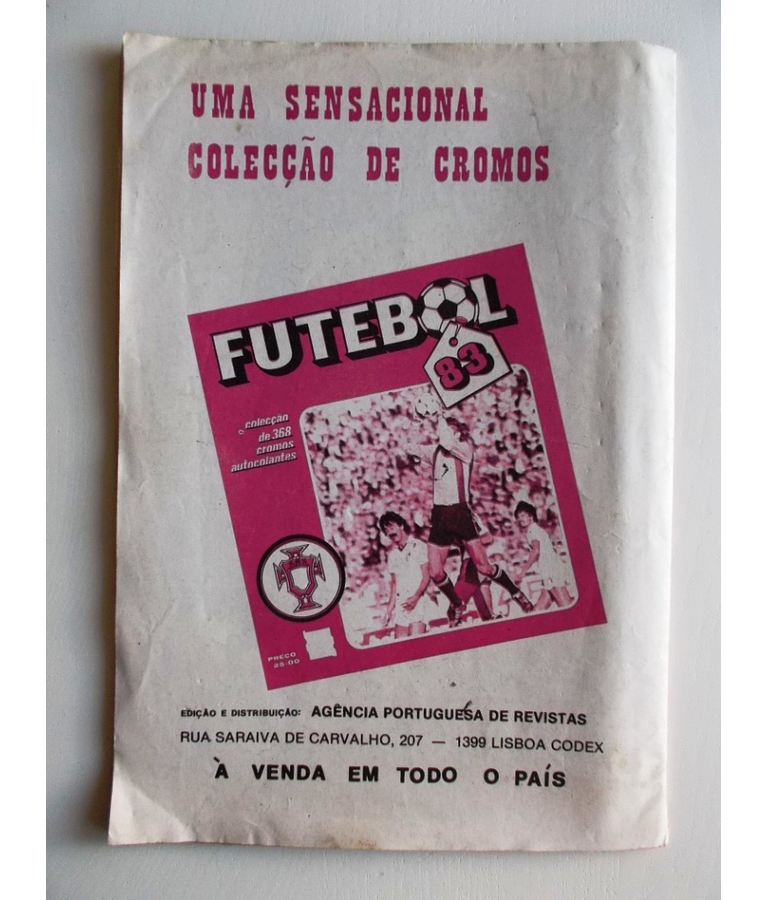 UMA SENSACIONAL
COLECÇÃO DE CROMOS
FUTEBOL
83
colecção
de 368
cromos
autocolantes
PREÇO
25.00
EDIÇÃO E DISTRIBUIÇÃO: AGÊNCIA PORTUGUESA DE REVISTAS
RUA SARAIVA DE CARVALHO, 207 — 1399 LISBOA CODEX
À VENDA EM TODO O PAÍS